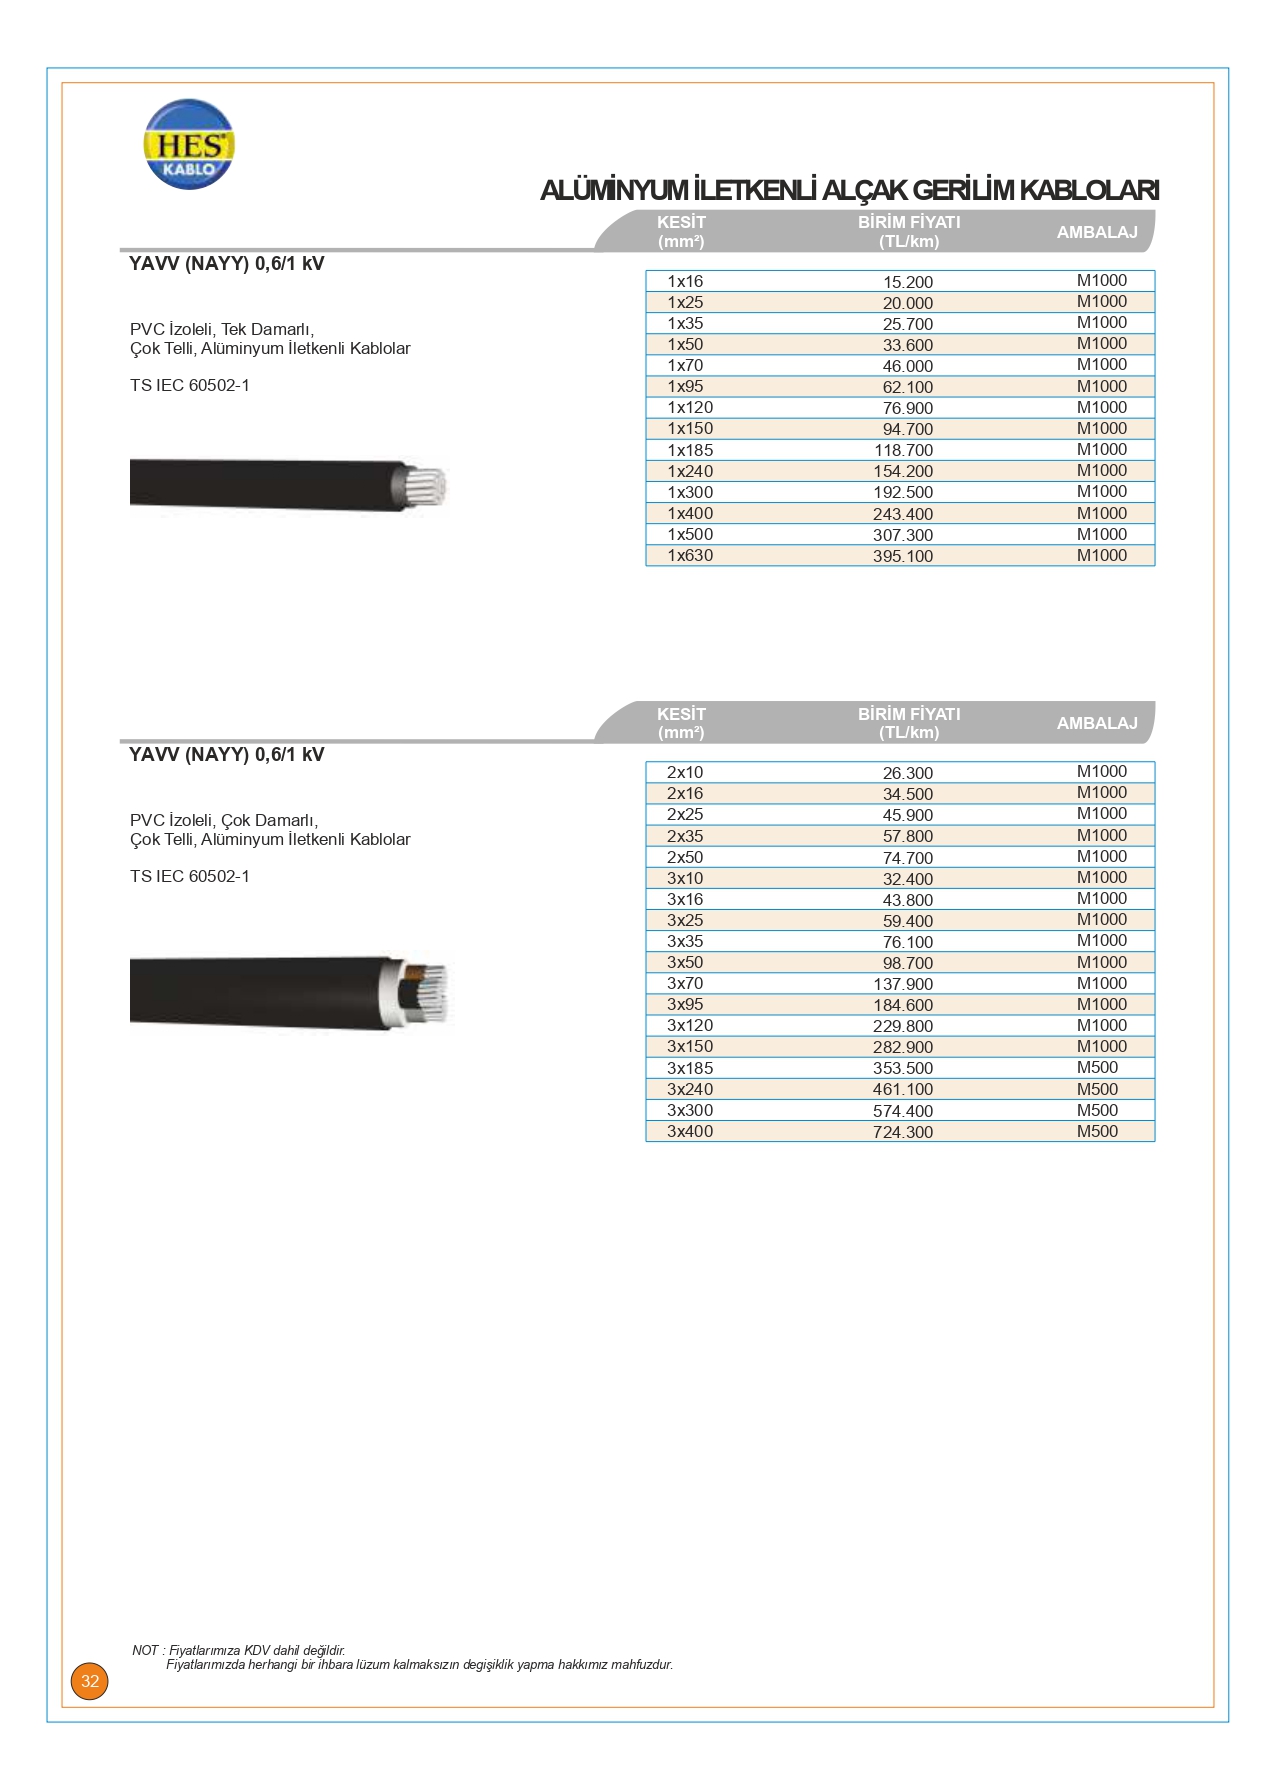 HES
KABLO
ALÜMİNYUM İLETKENLİ ALÇAK GERİLİM KABLOLARI
KESİT (mm²) BİRİM FİYATI (TL/km) AMBALAJ
YAVV (NAYY) 0,6/1 kV
PVC İzoleli, Tek Damarlı,
Çok Telli, Alüminyum İletkenli Kablolar
TS IEC 60502-1
1x16 15.200 M1000
1x25 20.000 M1000
1x35 25.700 M1000
1x50 33.600 M1000
1x70 46.000 M1000
1x95 62.100 M1000
1x120 76.900 M1000
1x150 94.700 M1000
1x185 118.700 M1000
1x240 154.200 M1000
1x300 192.500 M1000
1x400 243.400 M1000
1x500 307.300 M1000
1x630 395.100 M1000
KESİT (mm²) BİRİM FİYATI (TL/km) AMBALAJ
YAVV (NAYY) 0,6/1 kV
PVC İzoleli, Çok Damarlı,
Çok Telli, Alüminyum İletkenli Kablolar
TS IEC 60502-1
2x10 26.300 M1000
2x16 34.500 M1000
2x25 45.900 M1000
2x35 57.800 M1000
2x50 74.700 M1000
3x10 32.400 M1000
3x16 43.800 M1000
3x25 59.400 M1000
3x35 76.100 M1000
3x50 98.700 M1000
3x70 137.900 M1000
3x95 184.600 M1000
3x120 229.800 M1000
3x150 282.900 M1000
3x185 353.500 M500
3x240 461.100 M500
3x300 574.400 M500
3x400 724.300 M500
NOT : Fiyatlarımıza KDV dahil değildir.
Fiyatlarımızda herhangi bir ihbara lüzum kalmaksızın degişiklik yapma hakkımız mahfuzdur.
32